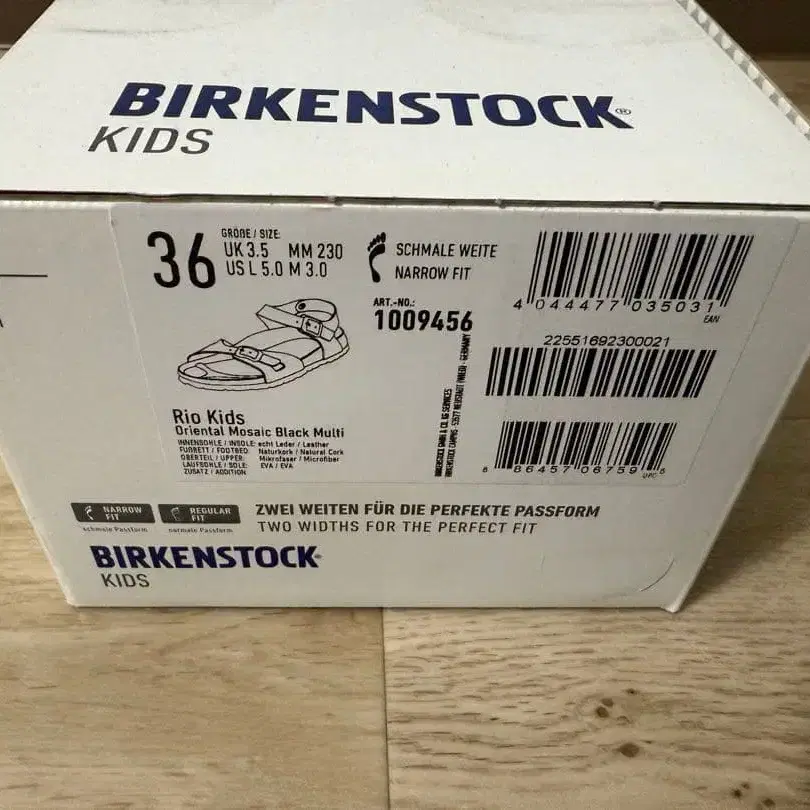 BIRKENSTOCK®
KIDS
36
GRÖßE / SIZE:
UK 3.5 MM 230
US L 5.0 M 3.0
SCHMALE WEITE
NARROW FIT
ART.-NO.:
1009456
4 044477 035031
EAN
22551692300021
8 86457 06759 8
UPC
Rio Kids
Oriental Mosaic Black Multi
INNENSOHLE / INSOLE: echt Leder / Leather
FUßBETT / FOOTBED: Naturkork / Natural Cork
OBERTEIL / UPPER: Mikrofaser / Microfiber
LAUFSOHLE / SOLE: EVA / EVA
ZUSATZ / ADDITION
NARROW FIT
schmale Passform
REGULAR FIT
normale Passform
ZWEI WEITEN FÜR DIE PERFEKTE PASSFORM
TWO WIDTHS FOR THE PERFECT FIT
BIRKENSTOCK
KIDS